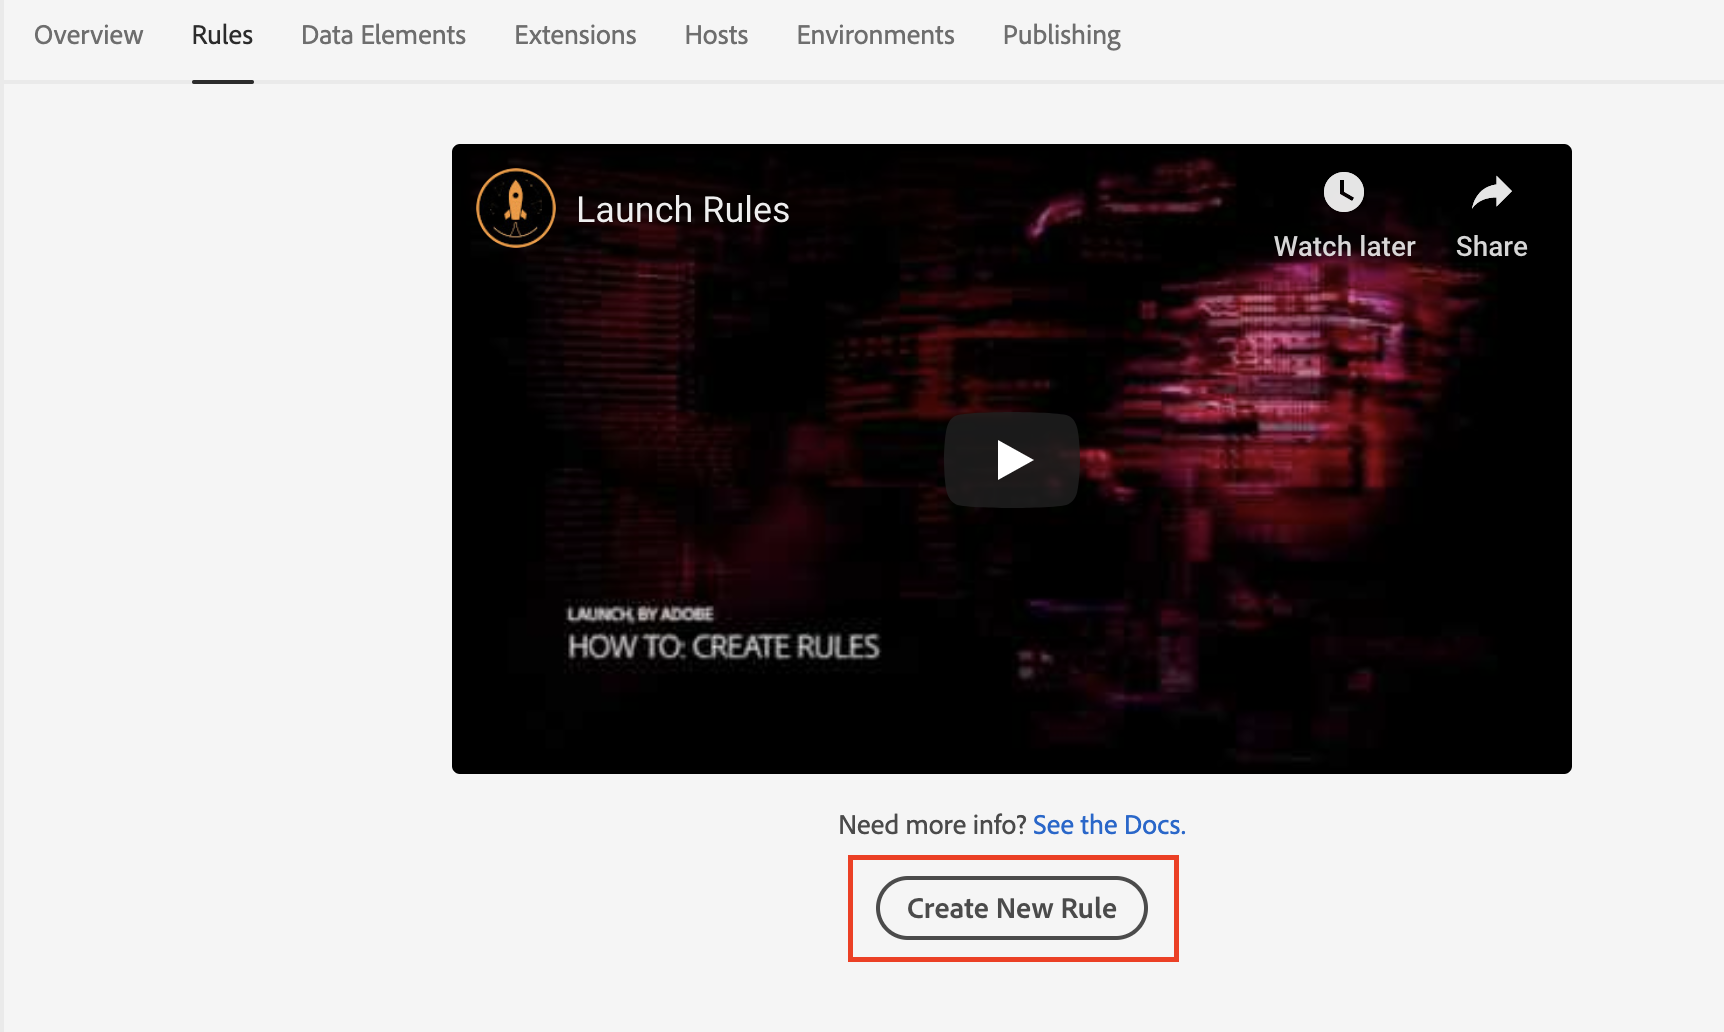 Overview Rules Data Elements Extensions Hosts Environments Publishing
Launch Rules
Watch later Share
LAUNCH, BY ADOBE
HOW TO: CREATE RULES
Need more info? See the Docs.
Create New Rule